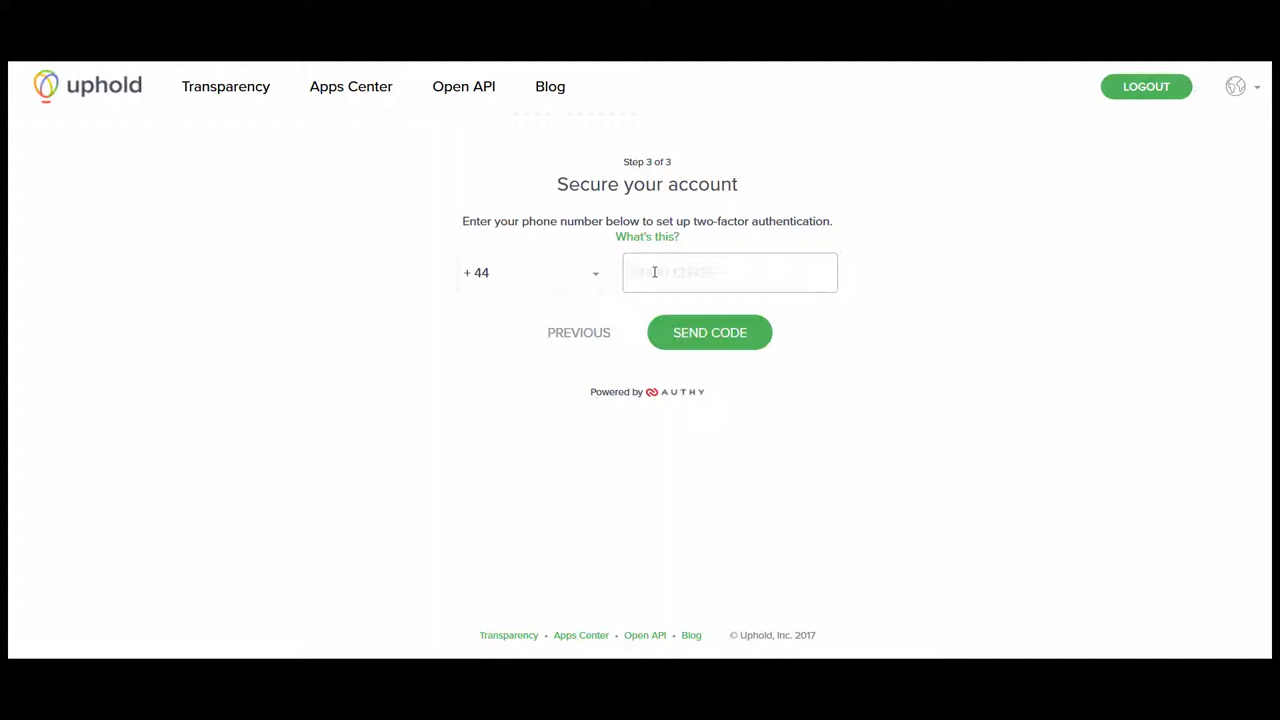 uphold Transparency Apps Center Open API Blog LOGOUT
Step 3 of 3
Secure your account
Enter your phone number below to set up two-factor authentication.
What's this?
+ 44
PREVIOUS SEND CODE
Powered by AUTHY
Transparency • Apps Center • Open API • Blog © Uphold, Inc. 2017